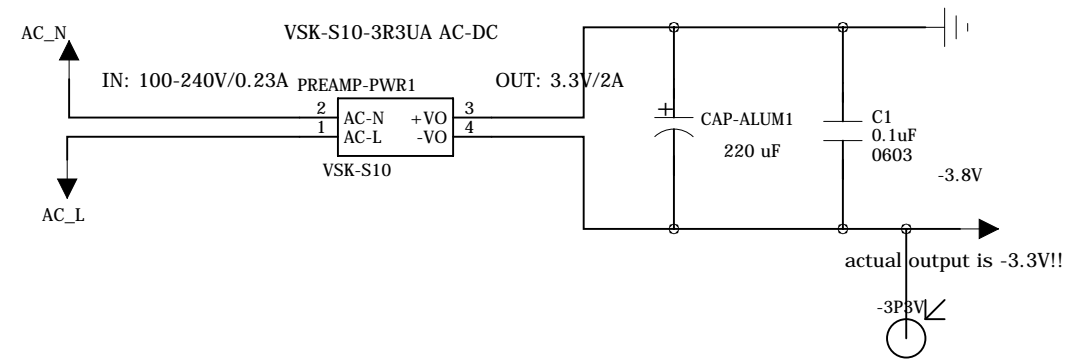 AC_N
VSK-S10-3R3UA AC-DC
IN: 100-240V/0.23A
PREAMP-PWR1
OUT: 3.3V/2A
2 AC-N +VO 3
1 AC-L -VO 4
VSK-S10
AC_L
CAP-ALUM1
220 uF
C1
0.1uF
0603
-3.8V
actual output is -3.3V!!
-3P3V